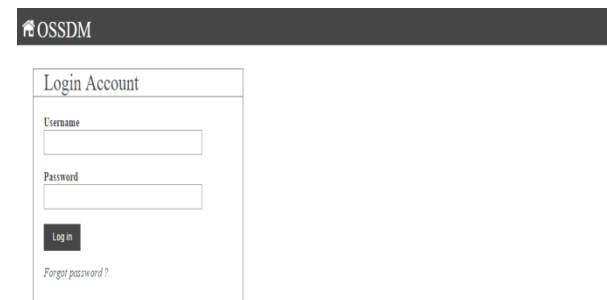 OSSDM
Login Account
Username
Password
Log in
Forgot password ?